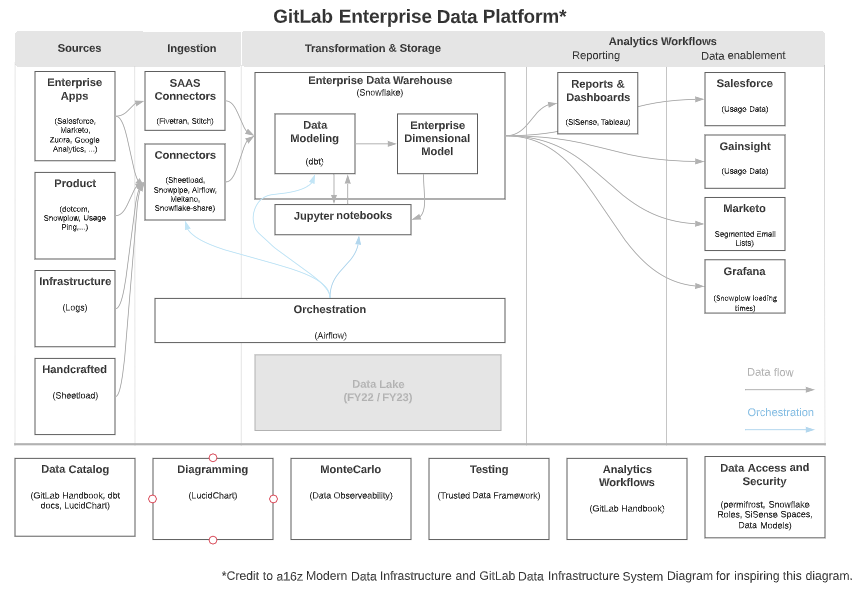 GitLab Enterprise Data Platform*
Sources
Ingestion
Transformation & Storage
Analytics Workflows
Reporting
Data enablement
Enterprise
Apps
(Salesforce,
Marketo,
Zuora, Google
Analytics, ...)
Product
(dotcom,
Snowplow, Usage
Ping,...)
Infrastructure
(Logs)
Handcrafted
(Sheetload)
SAAS
Connectors
(Fivetran, Stitch)
Connectors
(Sheetload,
Snowpipe, Airflow,
Meltano,
Snowflake-share)
Enterprise Data Warehouse
(Snowflake)
Data
Modeling
(dbt)
Enterprise
Dimensional
Model
Jupyter notebooks
Orchestration
(Airflow)
Data Lake
(FY22 / FY23)
Reports &
Dashboards
(SiSense, Tableau)
Salesforce
(Usage Data)
Gainsight
(Usage Data)
Marketo
Segmented Email
Lists)
Grafana
(Snowplow loading
times)
Data flow
Orchestration
Data Catalog
(GitLab Handbook, dbt
docs, LucidChart)
Diagramming
(LucidChart)
MonteCarlo
(Data Observeability)
Testing
(Trusted Data Framework)
Analytics
Workflows
(GitLab Handbook)
Data Access and
Security
(permifrost, Snowflake
Roles, SiSense Spaces,
Data Models)
*Credit to a16z Modern Data Infrastructure and GitLab Data Infrastructure System Diagram for inspiring this diagram.